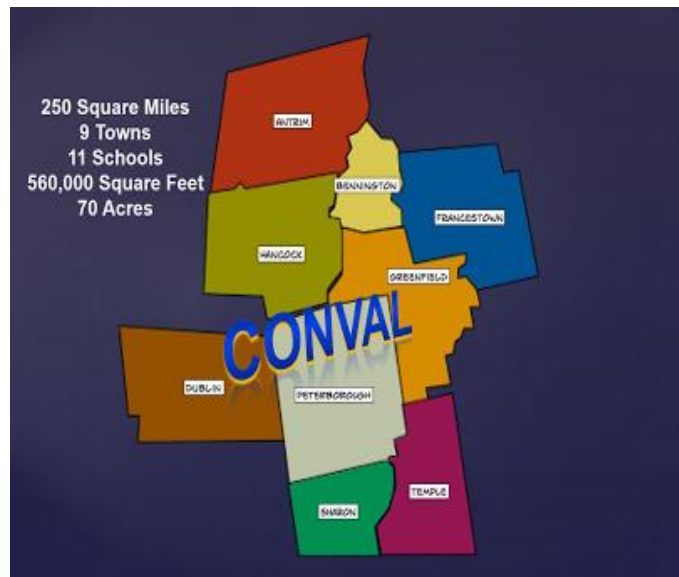 250 Square Miles
9 Towns
11 Schools
560,000 Square Feet
70 Acres
ANTRIM
BENNINGTON
FRANCESTOWN
HANCOCK
GREENFIELD
CONVAL
DUBLIN
PETERBOROUGH
TEMPLE
SHARON